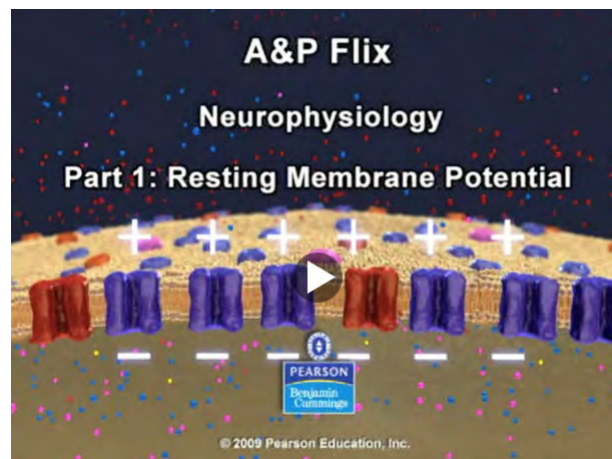 A&P Flix
Neurophysiology
Part 1: Resting Membrane Potential
PEARSON
Benjamin
Cummings
© 2009 Pearson Education, Inc.